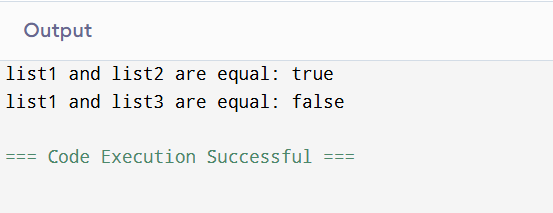 Output
list1 and list2 are equal: true
list1 and list3 are equal: false
=== Code Execution Successful ===